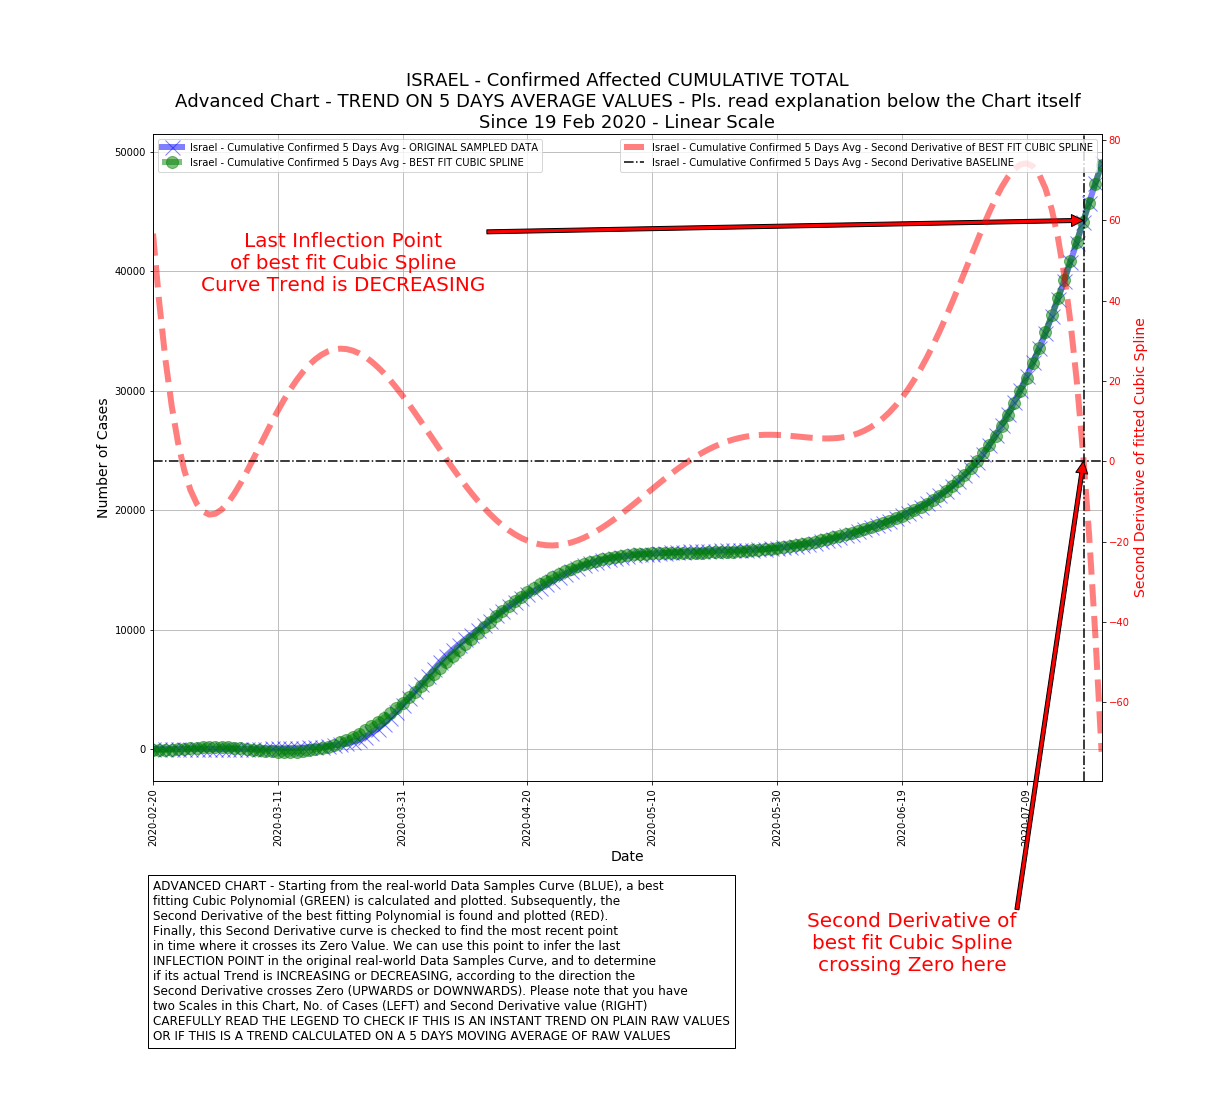 ISRAEL - Confirmed Affected CUMULATIVE TOTAL
Advanced Chart - TREND ON 5 DAYS AVERAGE VALUES - Pls. read explanation below the Chart itself
Since 19 Feb 2020 - Linear Scale
Israel - Cumulative Confirmed 5 Days Avg - ORIGINAL SAMPLED DATA
Israel - Cumulative Confirmed 5 Days Avg - BEST FIT CUBIC SPLINE
Israel - Cumulative Confirmed 5 Days Avg - Second Derivative of BEST FIT CUBIC SPLINE
Israel - Cumulative Confirmed 5 Days Avg - Second Derivative BASELINE
Last Inflection Point
of best fit Cubic Spline
Curve Trend is DECREASING
Number of Cases
50000
40000
30000
20000
10000
0
80
60
40
20
0
−20
−40
−60
Second Derivative of fitted Cubic Spline
2020-02-20
2020-03-11
2020-03-31
2020-04-20
2020-05-10
2020-05-30
2020-06-19
2020-07-09
Date
ADVANCED CHART - Starting from the real-world Data Samples Curve (BLUE), a best
fitting Cubic Polynomial (GREEN) is calculated and plotted. Subsequently, the
Second Derivative of the best fitting Polynomial is found and plotted (RED).
Finally, this Second Derivative curve is checked to find the most recent point
in time where it crosses its Zero Value. We can use this point to infer the last
INFLECTION POINT in the original real-world Data Samples Curve, and to determine
if its actual Trend is INCREASING or DECREASING, according to the direction the
Second Derivative crosses Zero (UPWARDS or DOWNWARDS). Please note that you have
two Scales in this Chart, No. of Cases (LEFT) and Second Derivative value (RIGHT)
CAREFULLY READ THE LEGEND TO CHECK IF THIS IS AN INSTANT TREND ON PLAIN RAW VALUES
OR IF THIS IS A TREND CALCULATED ON A 5 DAYS MOVING AVERAGE OF RAW VALUES
Second Derivative of
best fit Cubic Spline
crossing Zero here